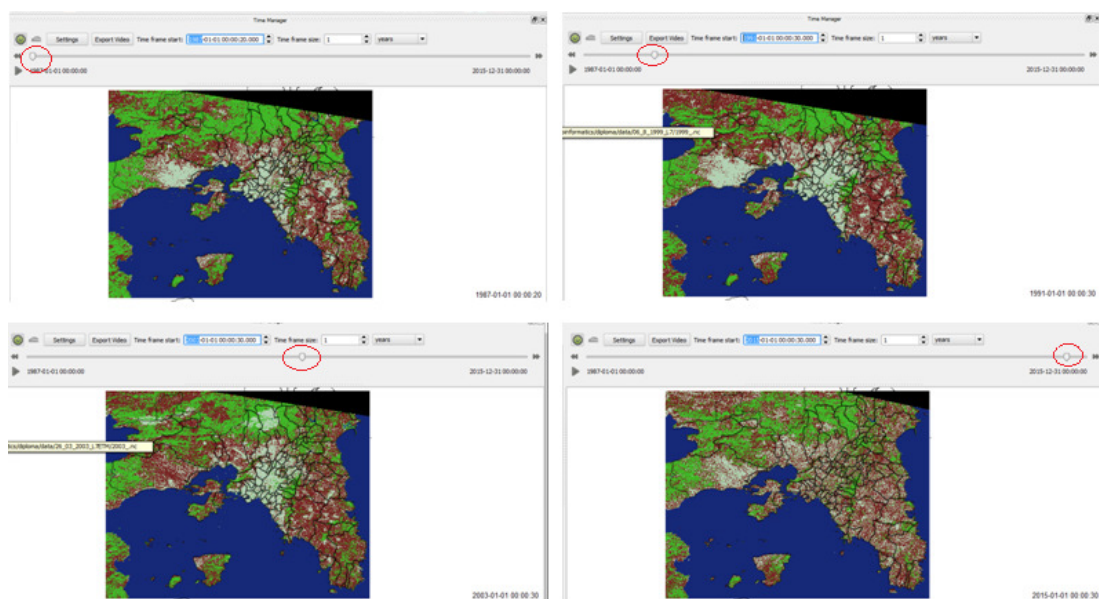 Time Manager
Settings Export Video Time frame start: -01-01 00:00:20.000 Time frame size: 1 years
1987-01-01 00:00:00 2015-12-31 00:00:00
1987-01-01 00:00:20
Time Manager
Settings Export Video Time frame start: 1991-01-01 00:00:30.000 Time frame size: 1 years
1987-01-01 00:00:00 2015-12-31 00:00:00
1991-01-01 00:00:30
Settings Export Video Time frame start: -01-01 00:00:30.000 Time frame size: 1 years
1987-01-01 00:00:00 2015-12-31 00:00:00
2003-01-01 00:00:30
Settings Export Video Time frame start: 2015-01-01 00:00:30.000 Time frame size: 1 years
1987-01-01 00:00:00 2015-12-31 00:00:00
2015-01-01 00:00:30